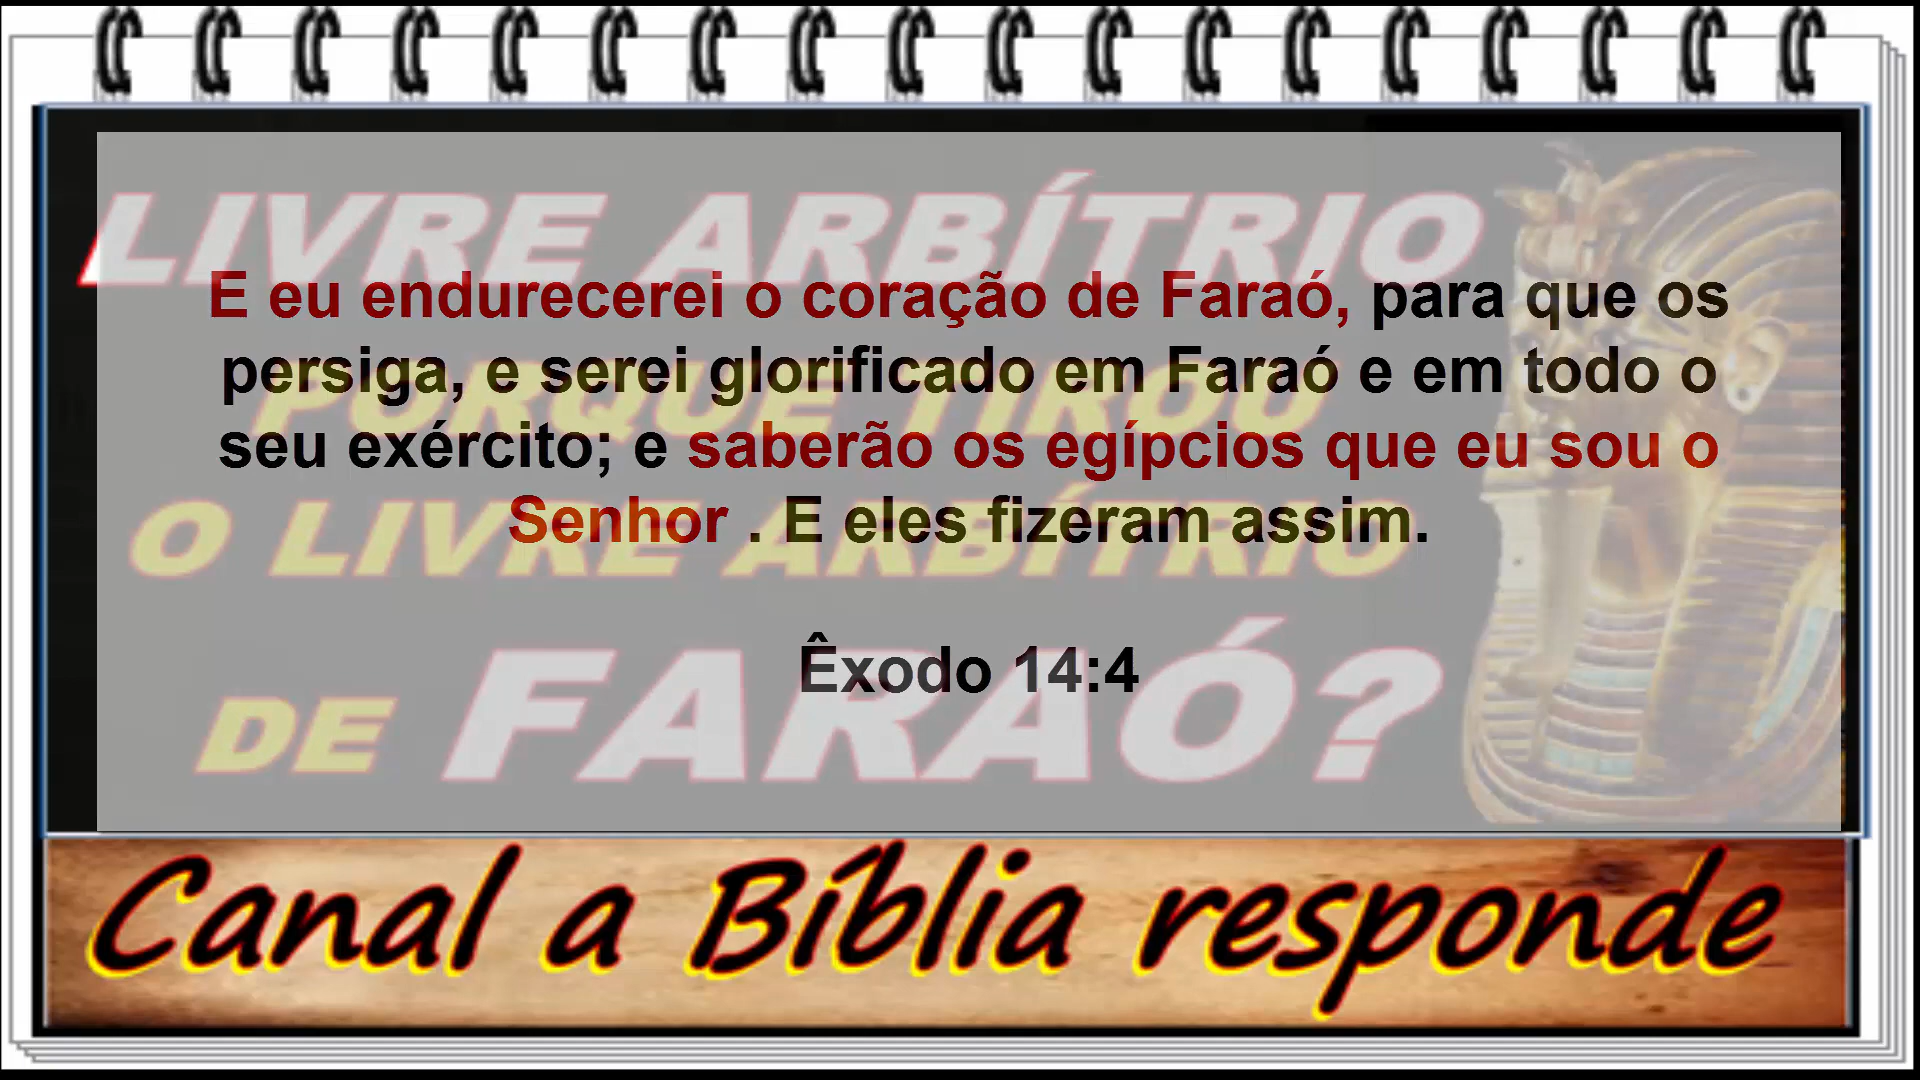 LIVRE ARBÍTRIO
E eu endurecerei o coração de Faraó, para que os
persiga, e serei glorificado em Faraó e em todo o
PORQUE TIROU
seu exército; e saberão os egípcios que eu sou o
Senhor . E eles fizeram assim.
O LIVRE ARBÍTRIO
Êxodo 14:4
DE FARAÓ?
Canal a Bíblia responde